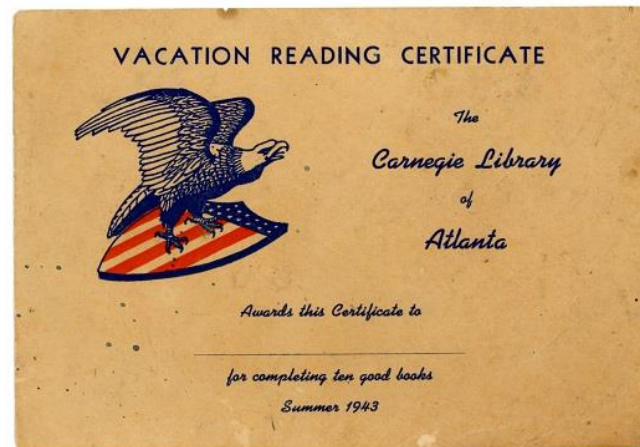 VACATION READING CERTIFICATE
The
Carnegie Library
of
Atlanta
Awards this Certificate to
for completing ten good books
Summer 1943